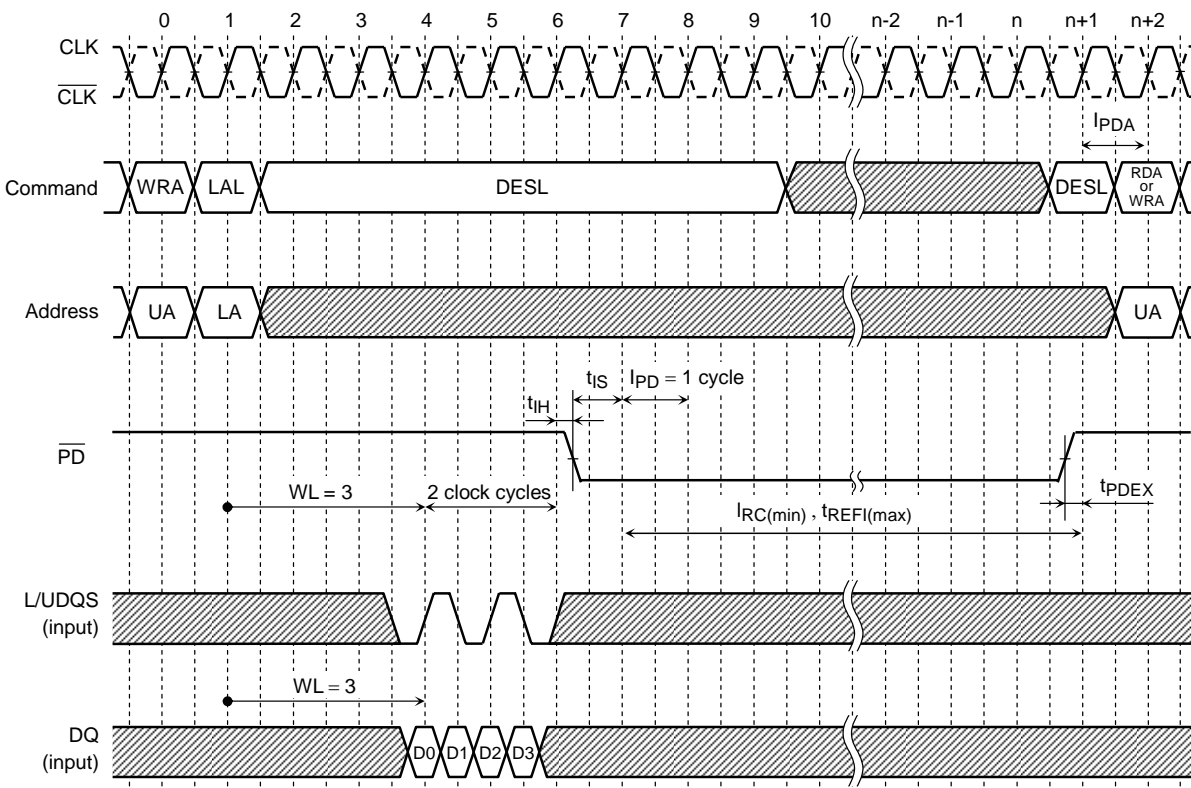 0 1 2 3 4 5 6 7 8 9 10 n-2 n-1 n n+1 n+2
CLK
CLK
IPDA
Command WRA LAL DESL DESL RDA or WRA
Address UA LA UA
tIH tIS IPD = 1 cycle
PD
WL = 3 2 clock cycles
tPDEX
IRC(min) , tREFI(max)
L/UDQS
(input)
WL = 3
DQ
(input)
D0 D1 D2 D3